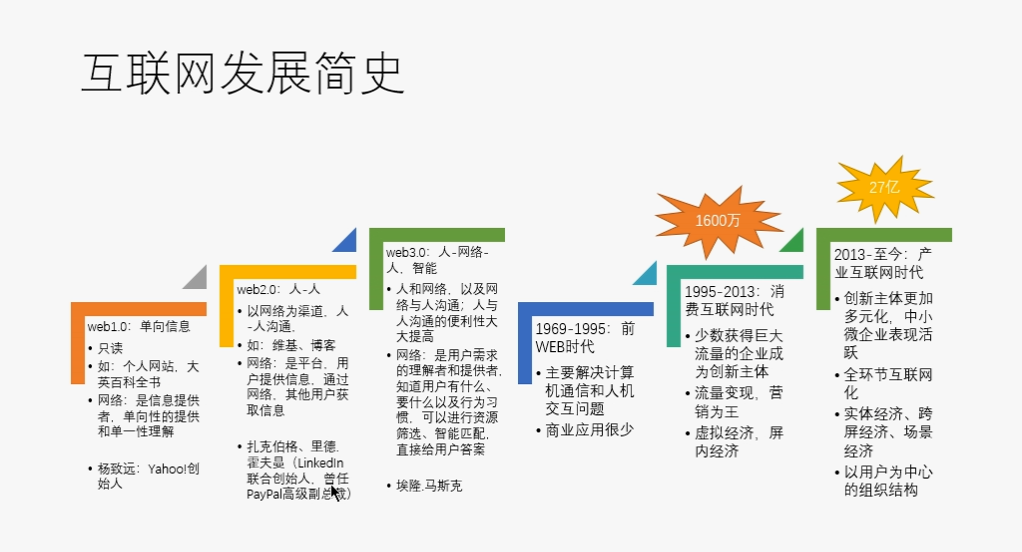 互联网发展简史
web1.0：单向信息
• 只读
• 如：个人网站，大
英百科全书
• 网络：是信息提供
者，单向性的提供
和单一性理解
• 杨致远：Yahoo!创
始人
web2.0：人-人
• 以网络为渠道，人
-人沟通，
• 如：维基、博客
• 网络：是平台，用
户提供信息，通过
网络，其他用户获
取信息
• 扎克伯格、里德.
霍夫曼（LinkedIn
联合创始人，曾任
PayPal高级副总裁）
web3.0：人-网络-
人，智能
• 人和网络，以及网
络与人沟通；人与
人沟通的便利性大
大提高
• 网络：是用户需求
的理解者和提供者，
知道用户有什么、
要什么以及行为习
惯，可以进行资源
筛选、智能匹配，
直接给用户答案
• 埃隆.马斯克
1969-1995：前
WEB时代
• 主要解决计算
机通信和人机
交互问题
• 商业应用很少
1600万
1995-2013：消
费互联网时代
• 少数获得巨大
流量的企业成
为创新主体
• 流量变现，营
销为王
• 虚拟经济，屏
内经济
27亿
2013-至今：产
业互联网时代
• 创新主体更加
多元化，中小
微企业表现活
跃
• 全环节互联网
化
• 实体经济、跨
屏经济、场景
经济
• 以用户为中心
的组织结构